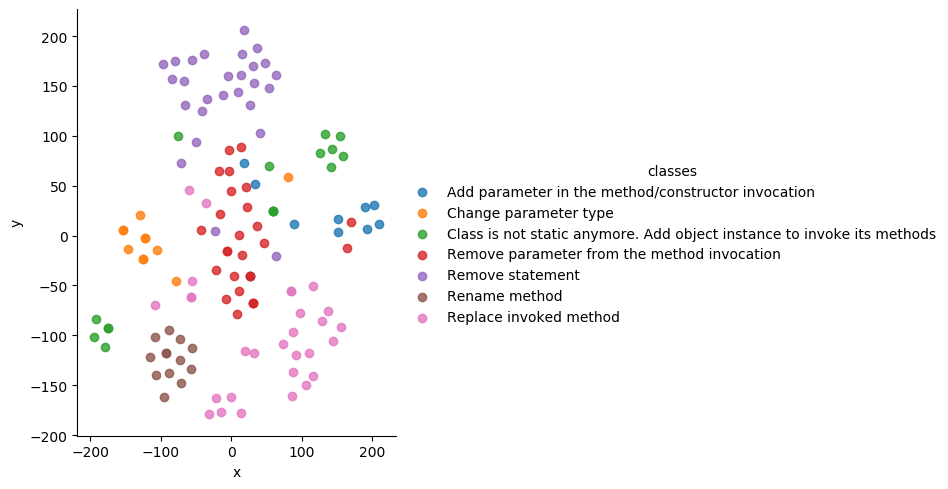 200
150
100
50
0
−50
−100
−150
−200
y
−200 −100 0 100 200
x
classes
Add parameter in the method/constructor invocation
Change parameter type
Class is not static anymore. Add object instance to invoke its methods
Remove parameter from the method invocation
Remove statement
Rename method
Replace invoked method